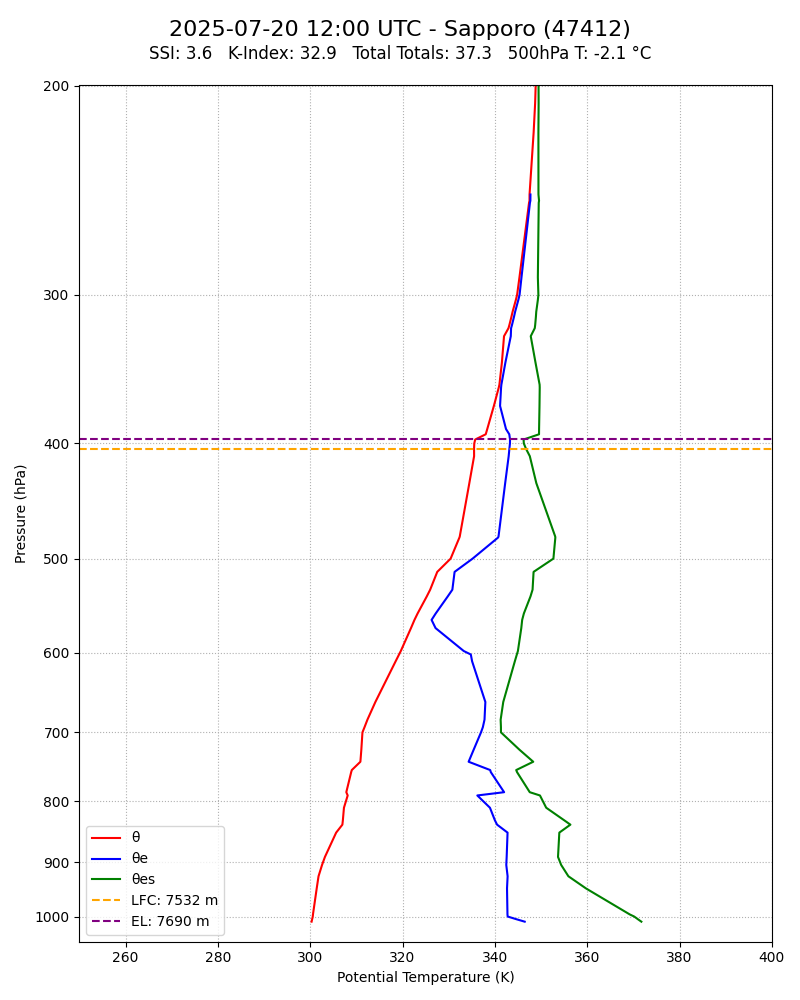 2025-07-20 12:00 UTC - Sapporo (47412)
SSI: 3.6 K-Index: 32.9 Total Totals: 37.3 500hPa T: -2.1 °C
200
300
400
500
600
700
800
900
1000
Pressure (hPa)
θ
θe
θes
LFC: 7532 m
EL: 7690 m
260 280 300 320 340 360 380 400
Potential Temperature (K)